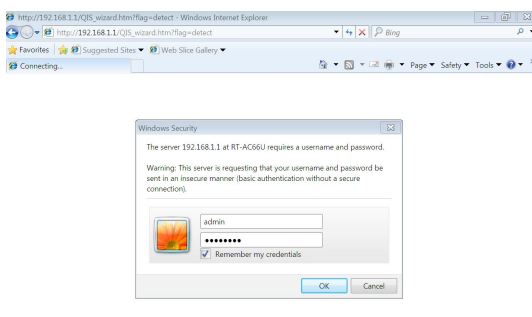 http://192.168.1.1/QIS_wizard.htm?flag=detect - Windows Internet Explorer
http://192.168.1.1/QIS_wizard.htm?flag=detect
Bing
Favorites
Suggested Sites
Web Slice Gallery
Connecting...
Page
Safety
Tools
Windows Security
The server 192.168.1.1 at RT-AC66U requires a username and password.
Warning: This server is requesting that your username and password be
sent in an insecure manner (basic authentication without a secure
connection).
admin
●●●●●●●●
Remember my credentials
OK
Cancel